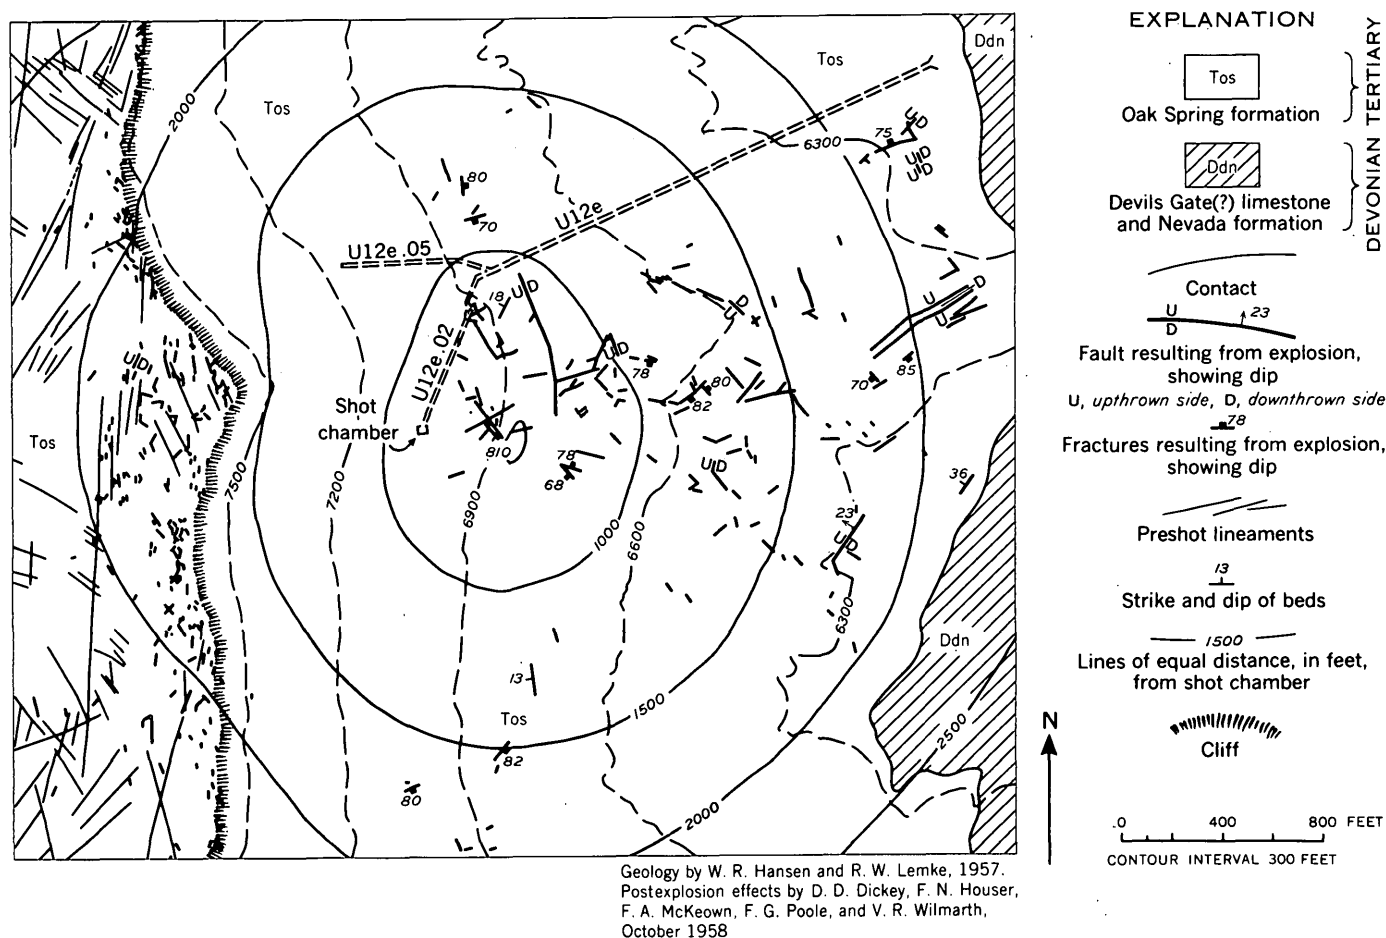 Ddn
Tos
Tos
2000
6300
75
U D
U D
U D
80
70
U12e
U12e.05
18
U D
U
D
U
D
U
U12e.02
U D
U D
78
80
82
70
85
Shot
chamber
Tos
810
78
68
U D
36
7500
7200
6900
1000
6600
23
U D
6300
Ddn
13
Tos
1500
82
80
2000
2500
EXPLANATION
Tos
Oak Spring formation
TERTIARY
Ddn
Devils Gate(?) limestone
and Nevada formation
DEVONIAN
Contact
U
D
23
Fault resulting from explosion,
showing dip
U, upthrown side, D, downthrown side
78
Fractures resulting from explosion,
showing dip
Preshot lineaments
13
Strike and dip of beds
1500
Lines of equal distance, in feet,
from shot chamber
Cliff
N
0 400 800 FEET
CONTOUR INTERVAL 300 FEET
Geology by W. R. Hansen and R. W. Lemke, 1957.
Postexplosion effects by D. D. Dickey, F. N. Houser,
F. A. McKeown, F. G. Poole, and V. R. Wilmarth,
October 1958